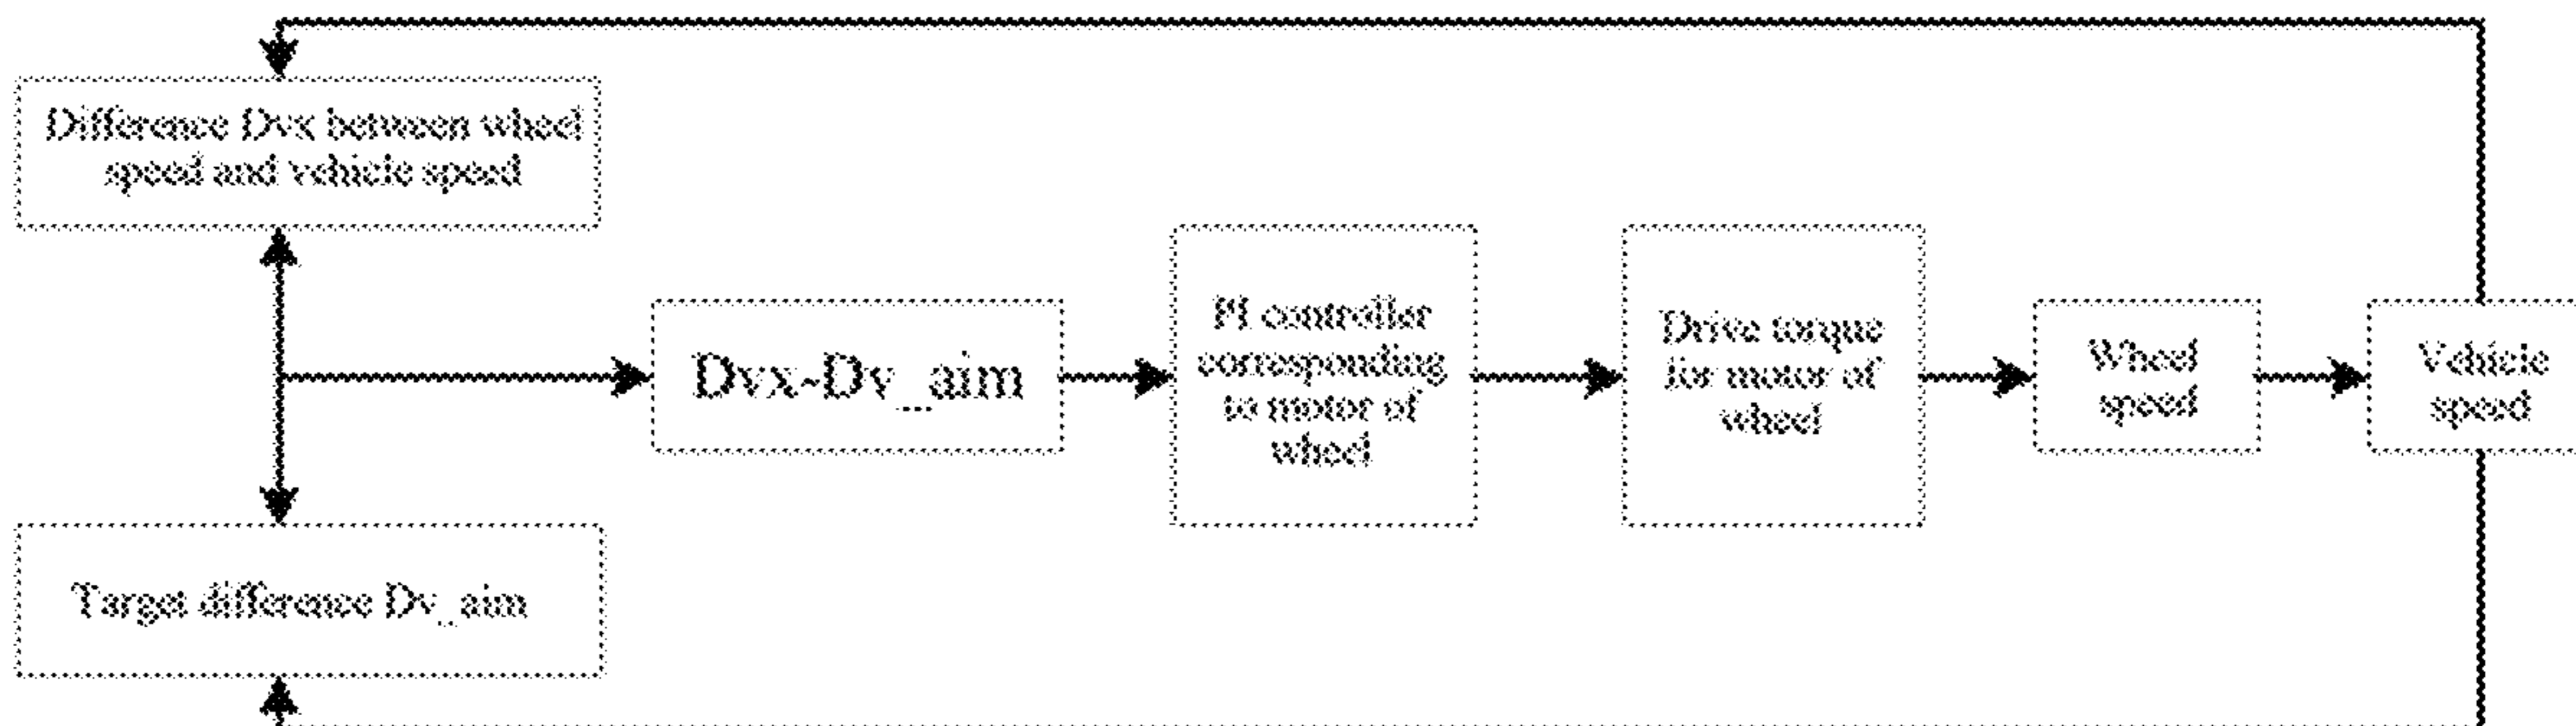 Difference Dvx between wheel
speed and vehicle speed
Dvx-Dv_aim
PI controller
corresponding
to motor of
wheel
Drive torque
for motor of
wheel
Wheel
speed
Vehicle
speed
Target difference Dv_aim